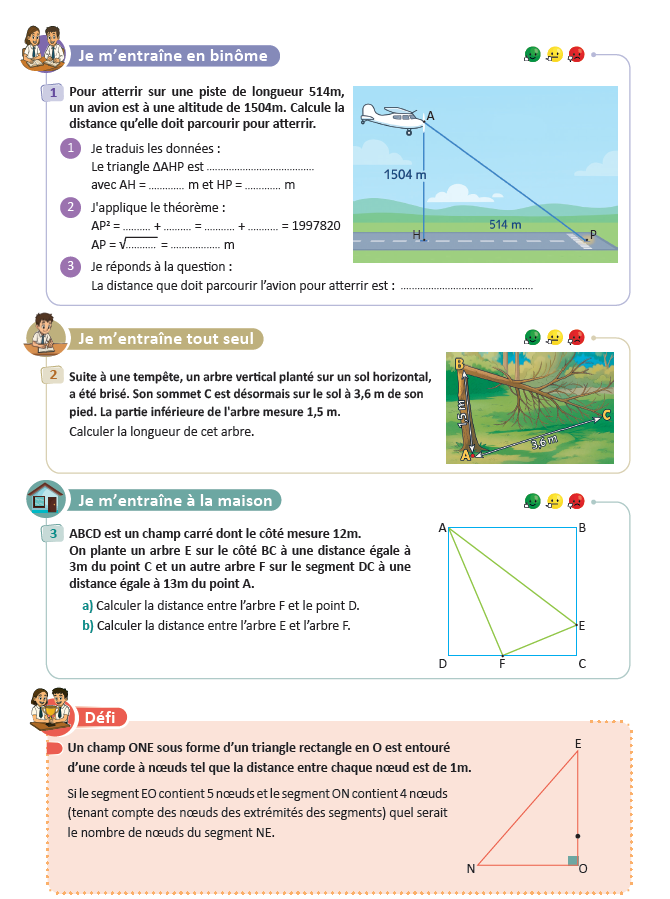 Je m'entraîne en binôme
1 Pour atterrir sur une piste de longueur 514m,
un avion est à une altitude de 1504m. Calcule la
distance qu'elle doit parcourir pour atterrir.
1 Je traduis les données :
Le triangle ΔAHP est .......................................
avec AH = ............. m et HP = ............. m
2 J'applique le théorème :
AP² = .......... + .......... = ........... + ........... = 1997820
AP = √........... = .................. m
3 Je réponds à la question :
La distance que doit parcourir l'avion pour atterrir est : ................................................
A
1504 m
514 m
H
P
Je m'entraîne tout seul
2 Suite à une tempête, un arbre vertical planté sur un sol horizontal,
a été brisé. Son sommet C est désormais sur le sol à 3,6 m de son
pied. La partie inférieure de l'arbre mesure 1,5 m.
Calculer la longueur de cet arbre.
B
1,5 m
C
3,6 m
A
Je m'entraîne à la maison
3 ABCD est un champ carré dont le côté mesure 12m.
On plante un arbre E sur le côté BC à une distance égale à
3m du point C et un autre arbre F sur le segment DC à une
distance égale à 13m du point A.
a) Calculer la distance entre l'arbre F et le point D.
b) Calculer la distance entre l'arbre E et l'arbre F.
A B
E
D F C
Défi
Un champ ONE sous forme d'un triangle rectangle en O est entouré
d'une corde à nœuds tel que la distance entre chaque nœud est de 1m.
Si le segment EO contient 5 nœuds et le segment ON contient 4 nœuds
(tenant compte des nœuds des extrémités des segments) quel serait
le nombre de nœuds du segment NE.
E
N O